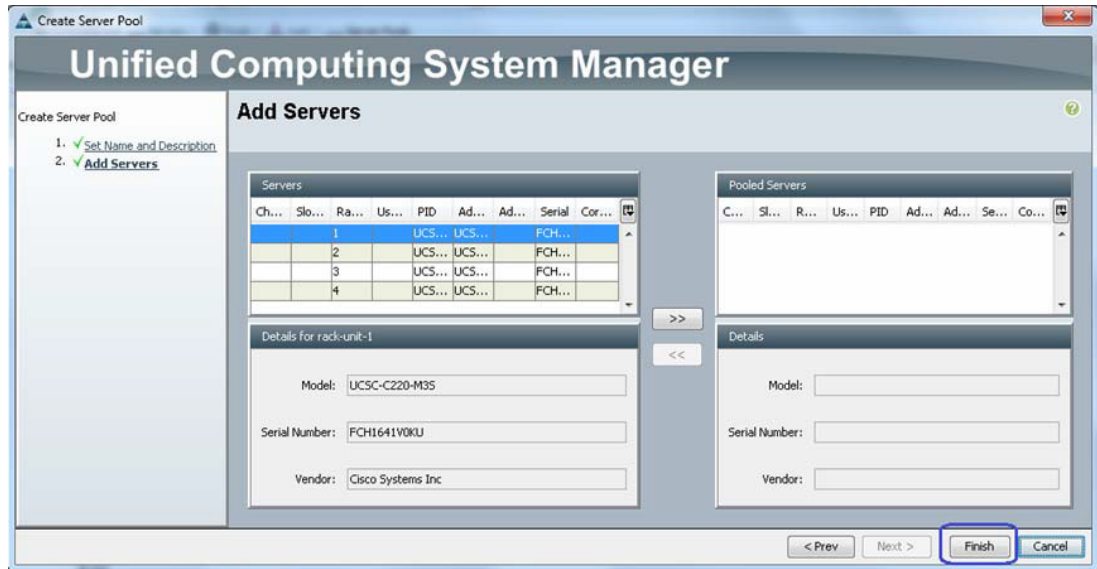 Create Server Pool
Unified Computing System Manager
Create Server Pool
1. Set Name and Description
2. Add Servers
Add Servers
Servers
Ch... Slo... Ra... Us... PID Ad... Ad... Serial Cor...
1 UCS... UCS... FCH...
2 UCS... UCS... FCH...
3 UCS... UCS... FCH...
4 UCS... UCS... FCH...
Details for rack-unit-1
Model: UCSC-C220-M3S
Serial Number: FCH1641V0KU
Vendor: Cisco Systems Inc
>>
<<
Pooled Servers
C... Sl... R... Us... PID Ad... Ad... Se... Co...
Details
Model:
Serial Number:
Vendor:
< Prev Next > Finish Cancel